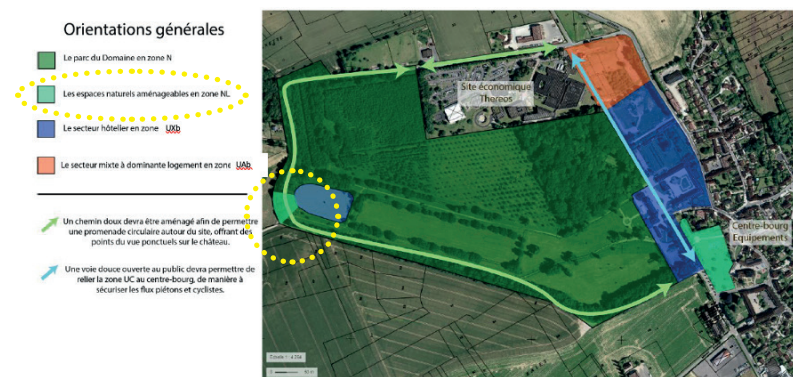 Orientations générales
Le parc du Domaine en zone N
Les espaces naturels aménageables en zone NL
Le secteur hôtelier en zone UXb
Le secteur mixte à dominante logement en zone UAb
Un chemin doux devra être aménagé afin de permettre
une promenade circulaire autour du site, offrant des
points du vue ponctuels sur le château.
Une voie douce ouverte au public devra permettre de
relier la zone UC au centre-bourg, de manière à
sécuriser les flux piétons et cyclistes.
Site économique
Thereos
Centre-bourg
Equipements